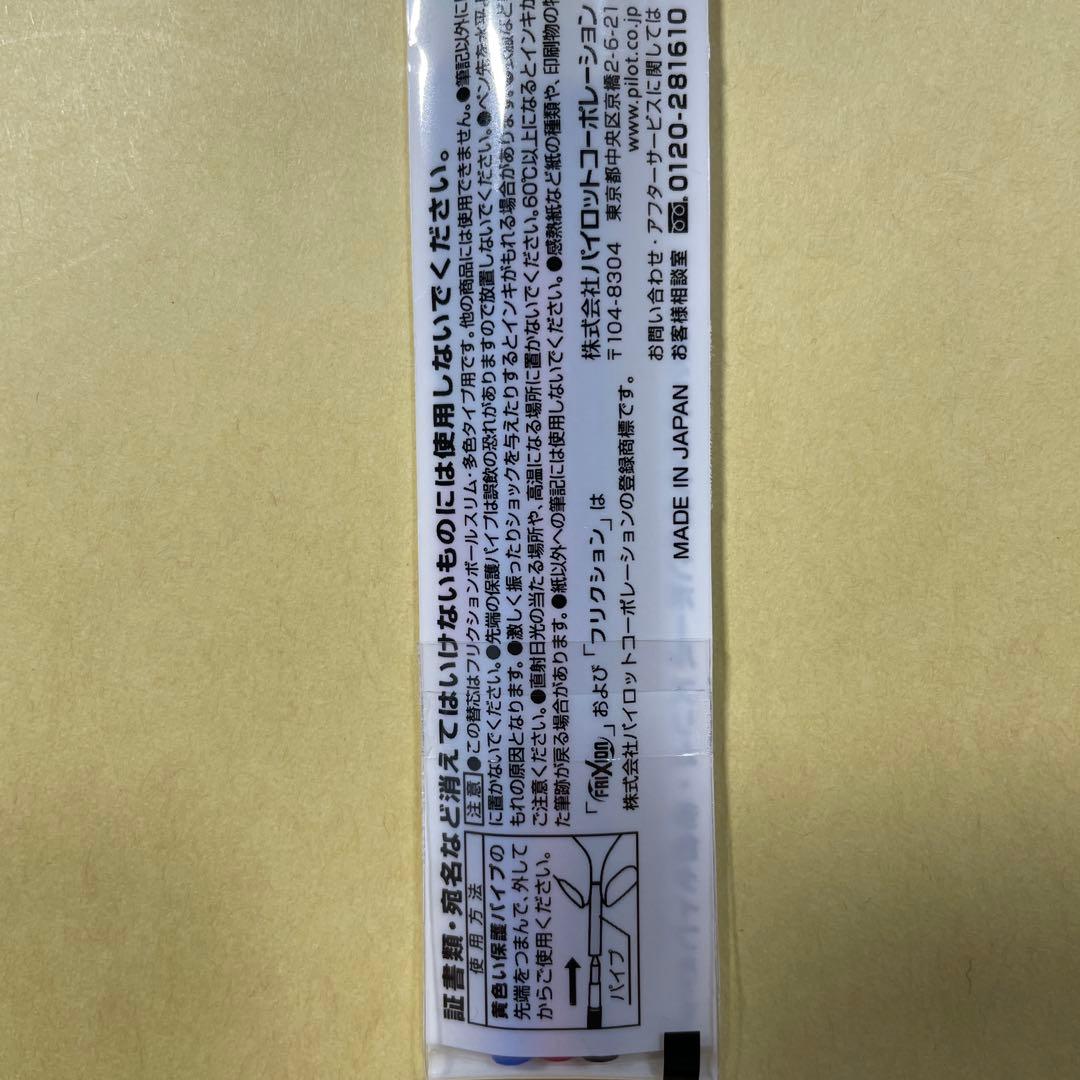 証書類・宛名など消えてはいけないものには使用しないでください。
使用方法
黄色い保護パイプの
先端をつまんで、外して
からご使用ください。
パイプ
注意 ●この替芯はフリクションボールスリム・多色タイプ用です。他の商品には使用できません。●筆記以外に
に置かないでください。●先端の保護パイプは誤飲の恐れがありますので放置しないでください。●ペン先を
もれの原因となります。●激しく振ったりショックを与えたりするとインキがもれる場合があります。
ご注意ください。●直射日光の当たる場所や、高温になる場所に置かないでください。60℃以上になるとインキが
た筆跡が戻る場合があります。●紙以外への筆記には使用しないでください。●感熱紙など紙の種類や、印刷物の
「FRIXION」および「フリクション」は
株式会社パイロットコーポレーションの登録商標です。
MADE IN JAPAN
株式会社パイロットコーポレーション
〒104-8304 東京都中央区京橋2-6-21
www.pilot.co.jp
お問い合わせ・アフターサービスに関しては
お客様相談室 0120-281610